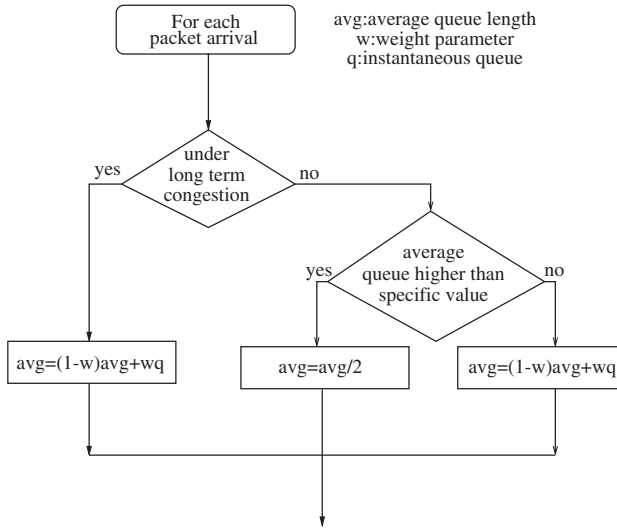 For each
packet arrival
avg:average queue length
w:weight parameter
q:instantaneous queue
under
long term
congestion
yes
no
average
queue higher than
specific value
yes
no
avg=(1-w)avg+wq
avg=avg/2
avg=(1-w)avg+wq